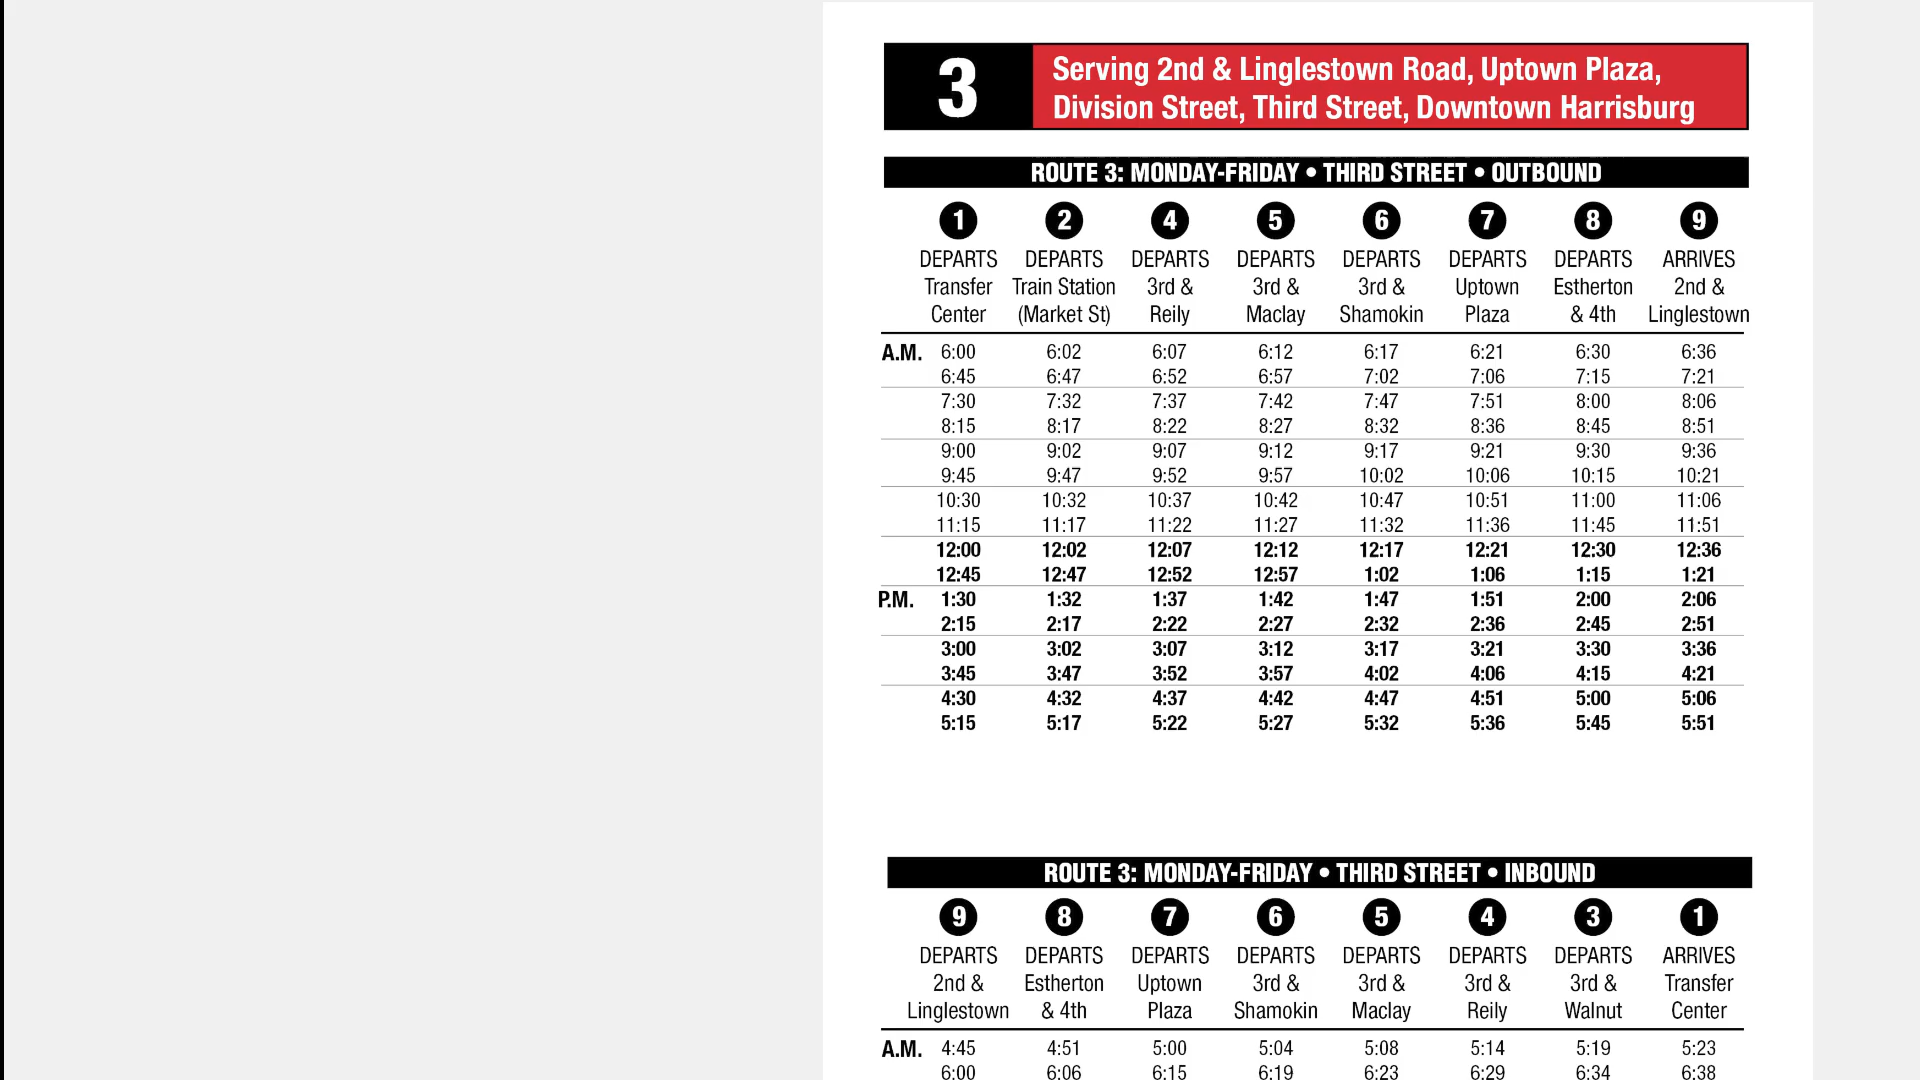 3
Serving 2nd & Linglestown Road, Uptown Plaza,
Division Street, Third Street, Downtown Harrisburg
ROUTE 3: MONDAY-FRIDAY • THIRD STREET • OUTBOUND
1 2 4 5 6 7 8 9
DEPARTS DEPARTS DEPARTS DEPARTS DEPARTS DEPARTS DEPARTS ARRIVES
Transfer Train Station 3rd & 3rd & 3rd & Uptown Estherton 2nd &
Center (Market St) Reily Maclay Shamokin Plaza & 4th Linglestown
A.M. 6:00 6:02 6:07 6:12 6:17 6:21 6:30 6:36
6:45 6:47 6:52 6:57 7:02 7:06 7:15 7:21
7:30 7:32 7:37 7:42 7:47 7:51 8:00 8:06
8:15 8:17 8:22 8:27 8:32 8:36 8:45 8:51
9:00 9:02 9:07 9:12 9:17 9:21 9:30 9:36
9:45 9:47 9:52 9:57 10:02 10:06 10:15 10:21
10:30 10:32 10:37 10:42 10:47 10:51 11:00 11:06
11:15 11:17 11:22 11:27 11:32 11:36 11:45 11:51
12:00 12:02 12:07 12:12 12:17 12:21 12:30 12:36
12:45 12:47 12:52 12:57 1:02 1:06 1:15 1:21
P.M. 1:30 1:32 1:37 1:42 1:47 1:51 2:00 2:06
2:15 2:17 2:22 2:27 2:32 2:36 2:45 2:51
3:00 3:02 3:07 3:12 3:17 3:21 3:30 3:36
3:45 3:47 3:52 3:57 4:02 4:06 4:15 4:21
4:30 4:32 4:37 4:42 4:47 4:51 5:00 5:06
5:15 5:17 5:22 5:27 5:32 5:36 5:45 5:51
ROUTE 3: MONDAY-FRIDAY • THIRD STREET • INBOUND
9 8 7 6 5 4 3 1
DEPARTS DEPARTS DEPARTS DEPARTS DEPARTS DEPARTS DEPARTS ARRIVES
2nd & Estherton Uptown 3rd & 3rd & 3rd & 3rd & Transfer
Linglestown & 4th Plaza Shamokin Maclay Reily Walnut Center
A.M. 4:45 4:51 5:00 5:04 5:08 5:14 5:19 5:23
6:00 6:06 6:15 6:19 6:23 6:29 6:34 6:38